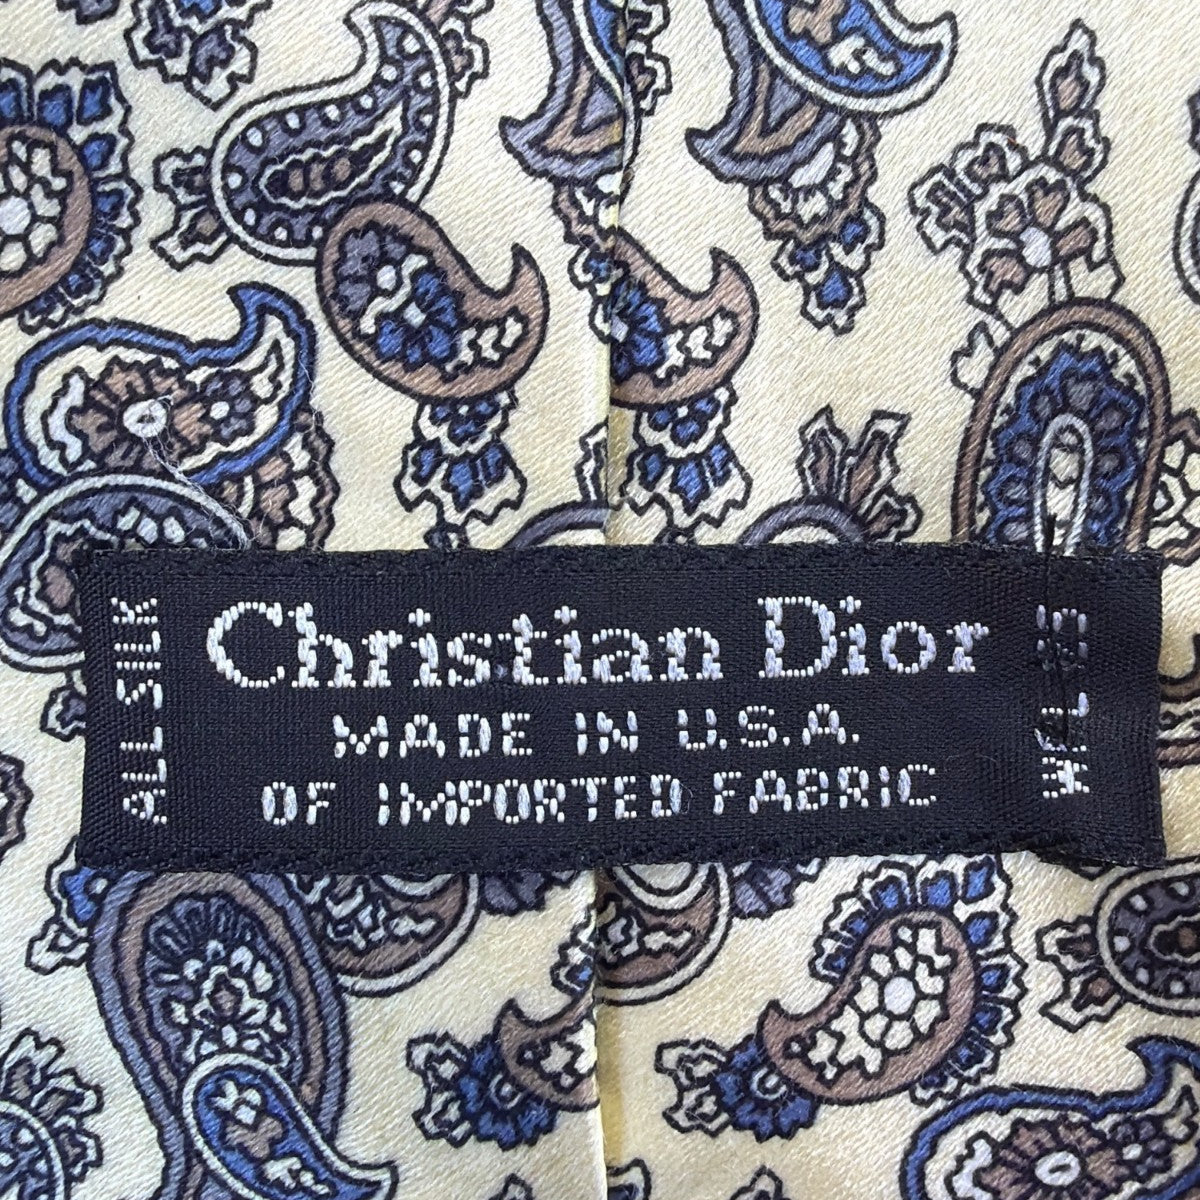 ALL SILK
Christian Dior
MADE IN U.S.A.
OF IMPORTED FABRIC